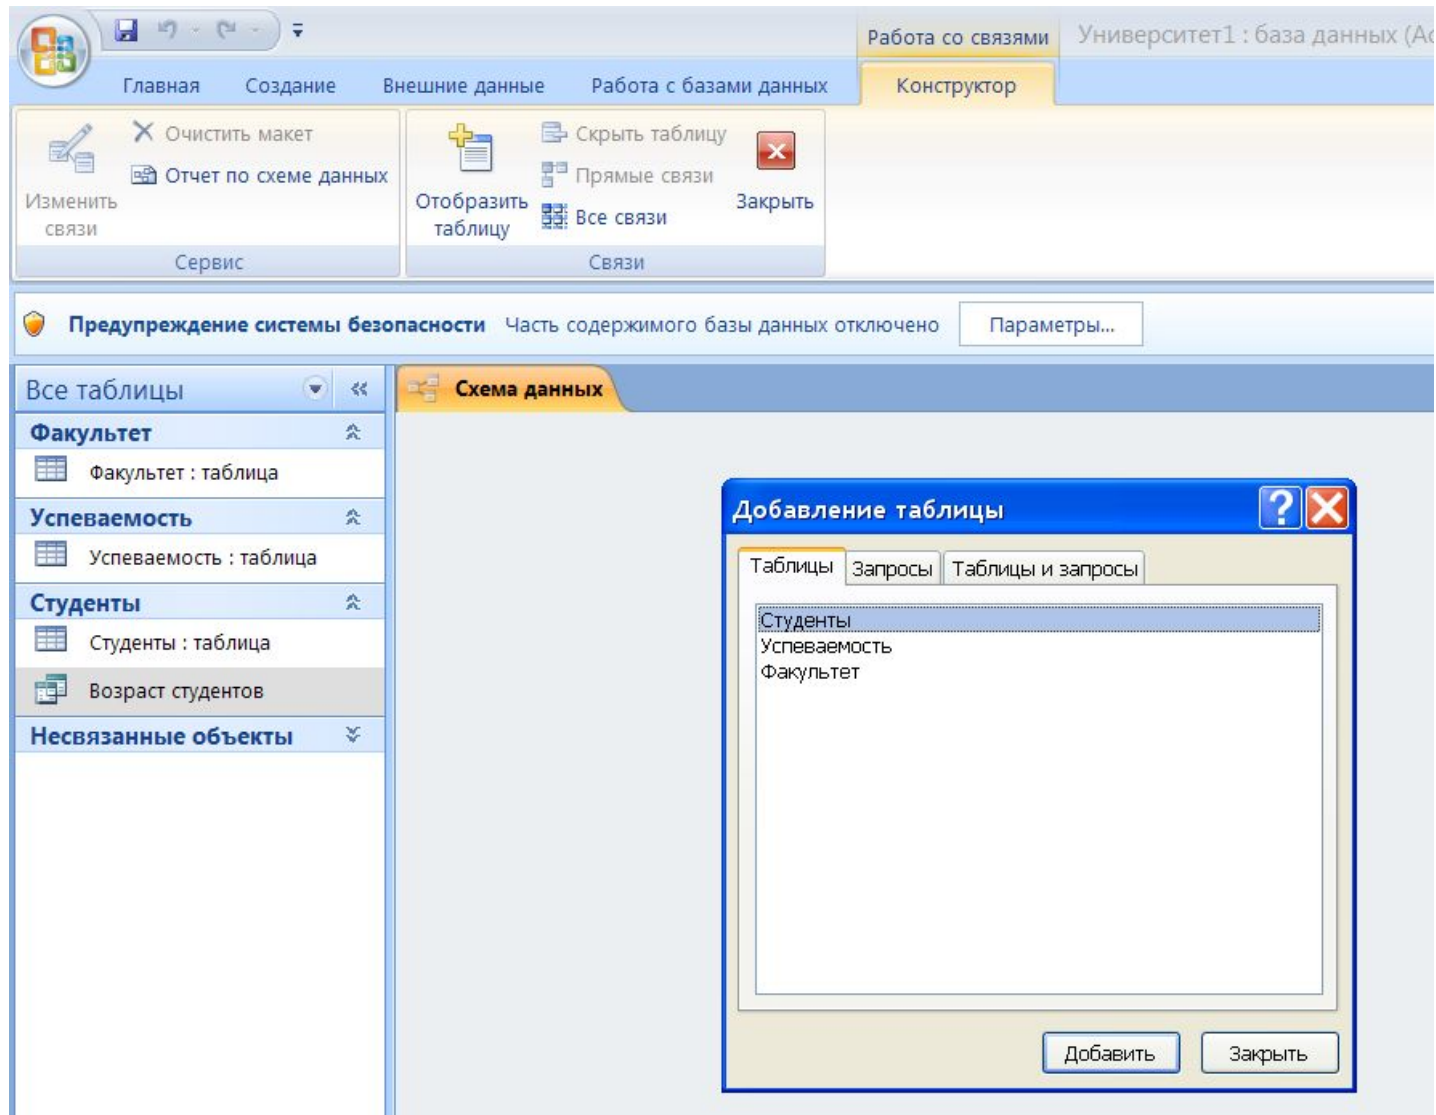 Работа со связями
Университет1 : база данных (Ac
Главная Создание Внешние данные Работа с базами данных Конструктор
Изменить связи
Очистить макет
Отчет по схеме данных
Сервис
Отобразить таблицу
Скрыть таблицу
Прямые связи
Все связи
Закрыть
Связи
Предупреждение системы безопасности Часть содержимого базы данных отключено Параметры...
Все таблицы
Схема данных
Факультет
Факультет : таблица
Успеваемость
Успеваемость : таблица
Студенты
Студенты : таблица
Возраст студентов
Несвязанные объекты
Добавление таблицы
Таблицы Запросы Таблицы и запросы
Студенты
Успеваемость
Факультет
Добавить Закрыть